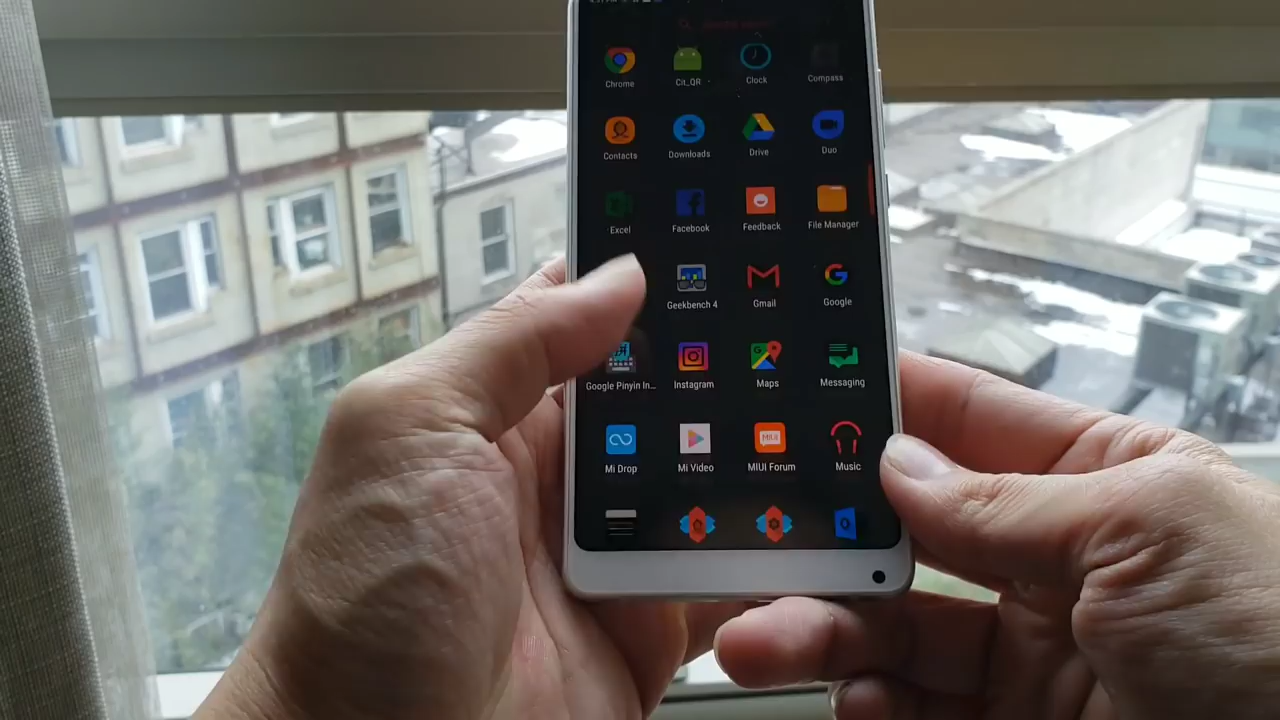 Chrome
Cit_QR
Clock
Compass
Contacts
Downloads
Drive
Duo
Excel
Facebook
Feedback
File Manager
Geekbench 4
Gmail
Google
Google Pinyin In...
Instagram
Maps
Messaging
MIUI
Mi Drop
Mi Video
MIUI Forum
Music